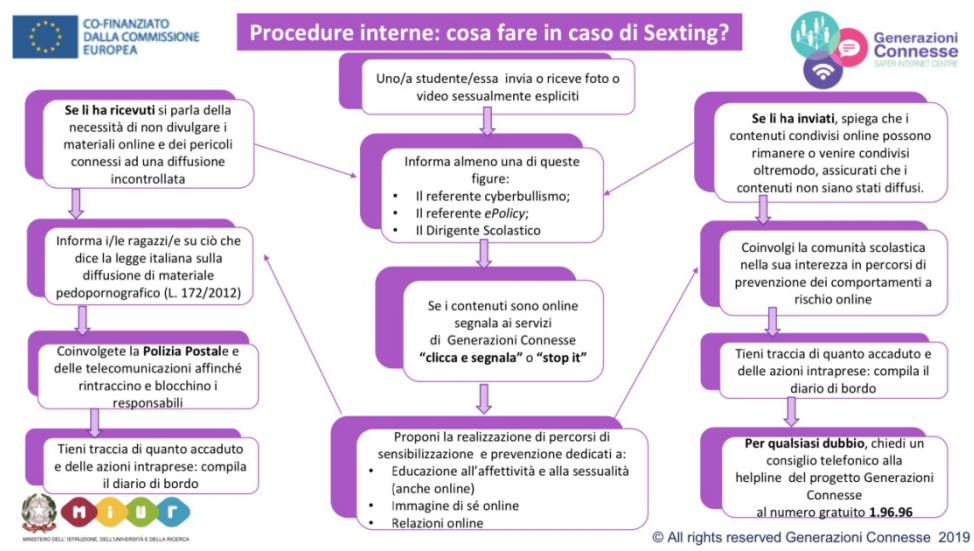 CO-FINANZIATO
DALLA COMMISSIONE
EUROPEA
Procedure interne: cosa fare in caso di Sexting?
Generazioni
Connesse
SAFER INTERNET CENTRE
Uno/a studente/essa invia o riceve foto o
video sessualmente espliciti
Se li ha ricevuti si parla della
necessità di non divulgare i
materiali online e dei pericoli
connessi ad una diffusione
incontrollata
Informa i/le ragazzi/e su ciò che
dice la legge italiana sulla
diffusione di materiale
pedopornografico (L. 172/2012)
Coinvolgete la Polizia Postale e
delle telecomunicazioni affinché
rintraccino e blocchino i
responsabili
Tieni traccia di quanto accaduto
e delle azioni intraprese: compila
il diario di bordo
Informa almeno una di queste
figure:
• Il referente cyberbullismo;
• Il referente ePolicy;
• Il Dirigente Scolastico
Se i contenuti sono online
segnala ai servizi
di Generazioni Connesse
“clicca e segnala” o “stop it”
Proponi la realizzazione di percorsi di
sensibilizzazione e prevenzione dedicati a:
• Educazione all’affettività e alla sessualità
(anche online)
• Immagine di sé online
• Relazioni online
Se li ha inviati, spiega che i
contenuti condivisi online possono
rimanere o venire condivisi
oltremodo, assicurati che i
contenuti non siano stati diffusi.
Coinvolgi la comunità scolastica
nella sua interezza in percorsi di
prevenzione dei comportamenti a
rischio online
Tieni traccia di quanto accaduto e
delle azioni intraprese: compila il
diario di bordo
Per qualsiasi dubbio, chiedi un
consiglio telefonico alla
helpline del progetto Generazioni
Connesse
al numero gratuito 1.96.96
miur
MINISTERO DELL'ISTRUZIONE, DELL'UNIVERSITÀ E DELLA RICERCA
© All rights reserved Generazioni Connesse 2019